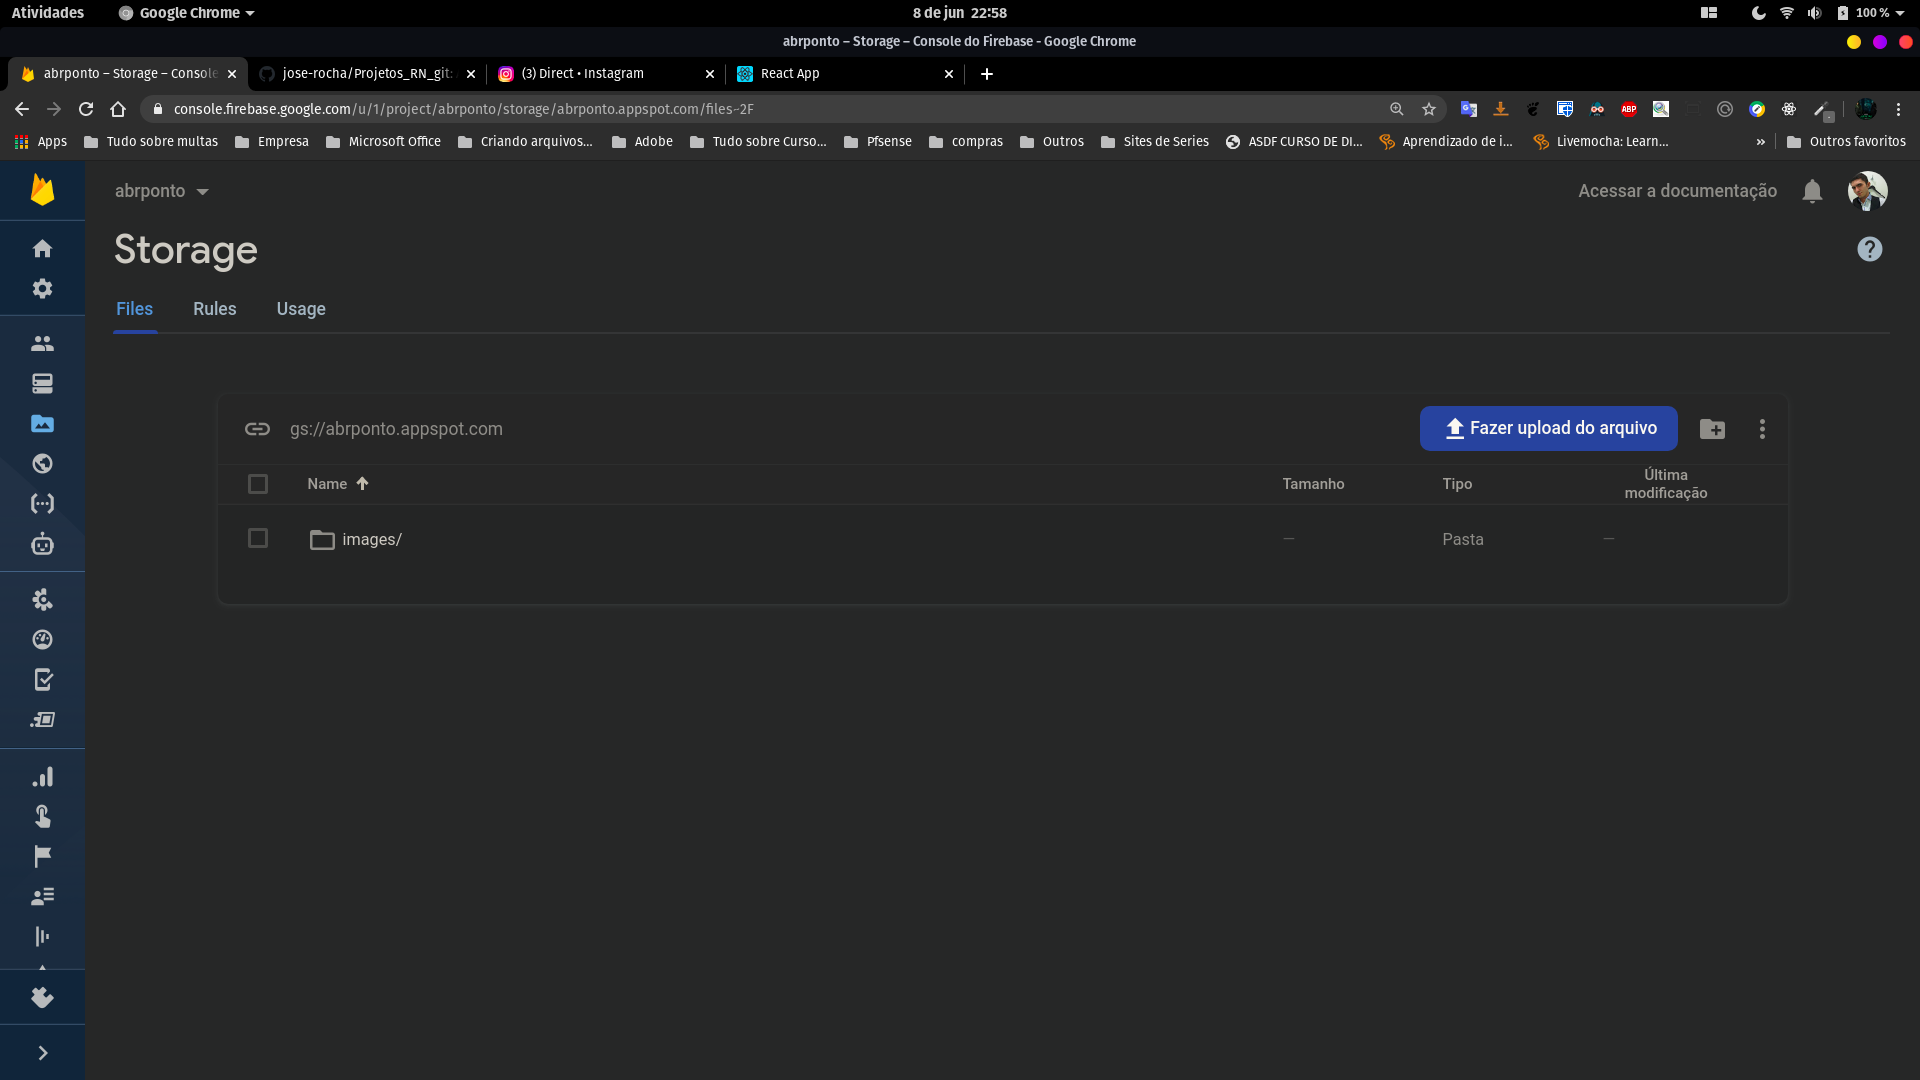 Atividades Google Chrome 8 de jun 22:58 100 %
abrponto – Storage – Console do Firebase - Google Chrome
abrponto – Storage – Console jose-rocha/Projetos_RN_git: (3) Direct • Instagram React App
console.firebase.google.com/u/1/project/abrponto/storage/abrponto.appspot.com/files~2F ABP
Apps Tudo sobre multas Empresa Microsoft Office Criando arquivos... Adobe Tudo sobre Curso... Pfsense compras Outros Sites de Series ASDF CURSO DE DI... Aprendizado de i... Livemocha: Learn... » Outros favoritos
abrponto Acessar a documentação
Storage
Files Rules Usage
gs://abrponto.appspot.com Fazer upload do arquivo
Name Tamanho Tipo Última modificação
images/ — Pasta —